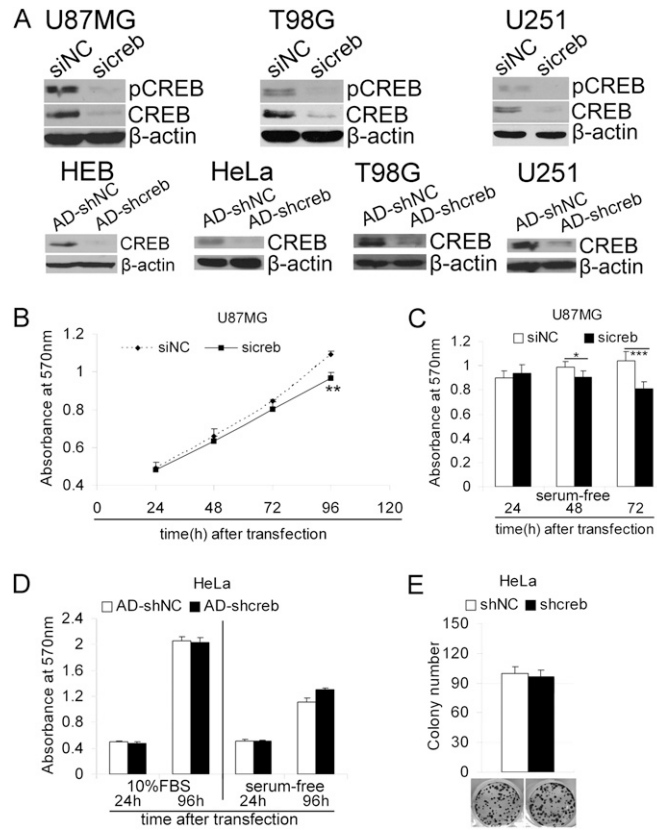 A
U87MG T98G U251
siNC sicreb siNC sicreb siNC sicreb
pCREB pCREB pCREB
CREB CREB CREB
β-actin β-actin β-actin
HEB HeLa T98G U251
AD-shNC AD-shcreb AD-shNC AD-shcreb AD-shNC AD-shcreb AD-shNC AD-shcreb
CREB CREB CREB CREB
β-actin β-actin β-actin β-actin
B
U87MG
siNC sicreb
Absorbance at 570nm
1.2
1
0.8
0.6
0.4
**
0 24 48 72 96 120
time(h) after transfection
C
U87MG
siNC sicreb
Absorbance at 570nm
1.2
1
0.8
0.6
0.4
0.2
0
* ***
24 48 72
serum-free
time(h) after transfection
D
HeLa
AD-shNC AD-shcreb
Absorbance at 570nm
2.4
2
1.6
1.2
0.8
0.4
0
10%FBS serum-free
24h 96h 24h 96h
time after transfection
E
HeLa
shNC shcreb
Colony number
150
120
90
60
30
0